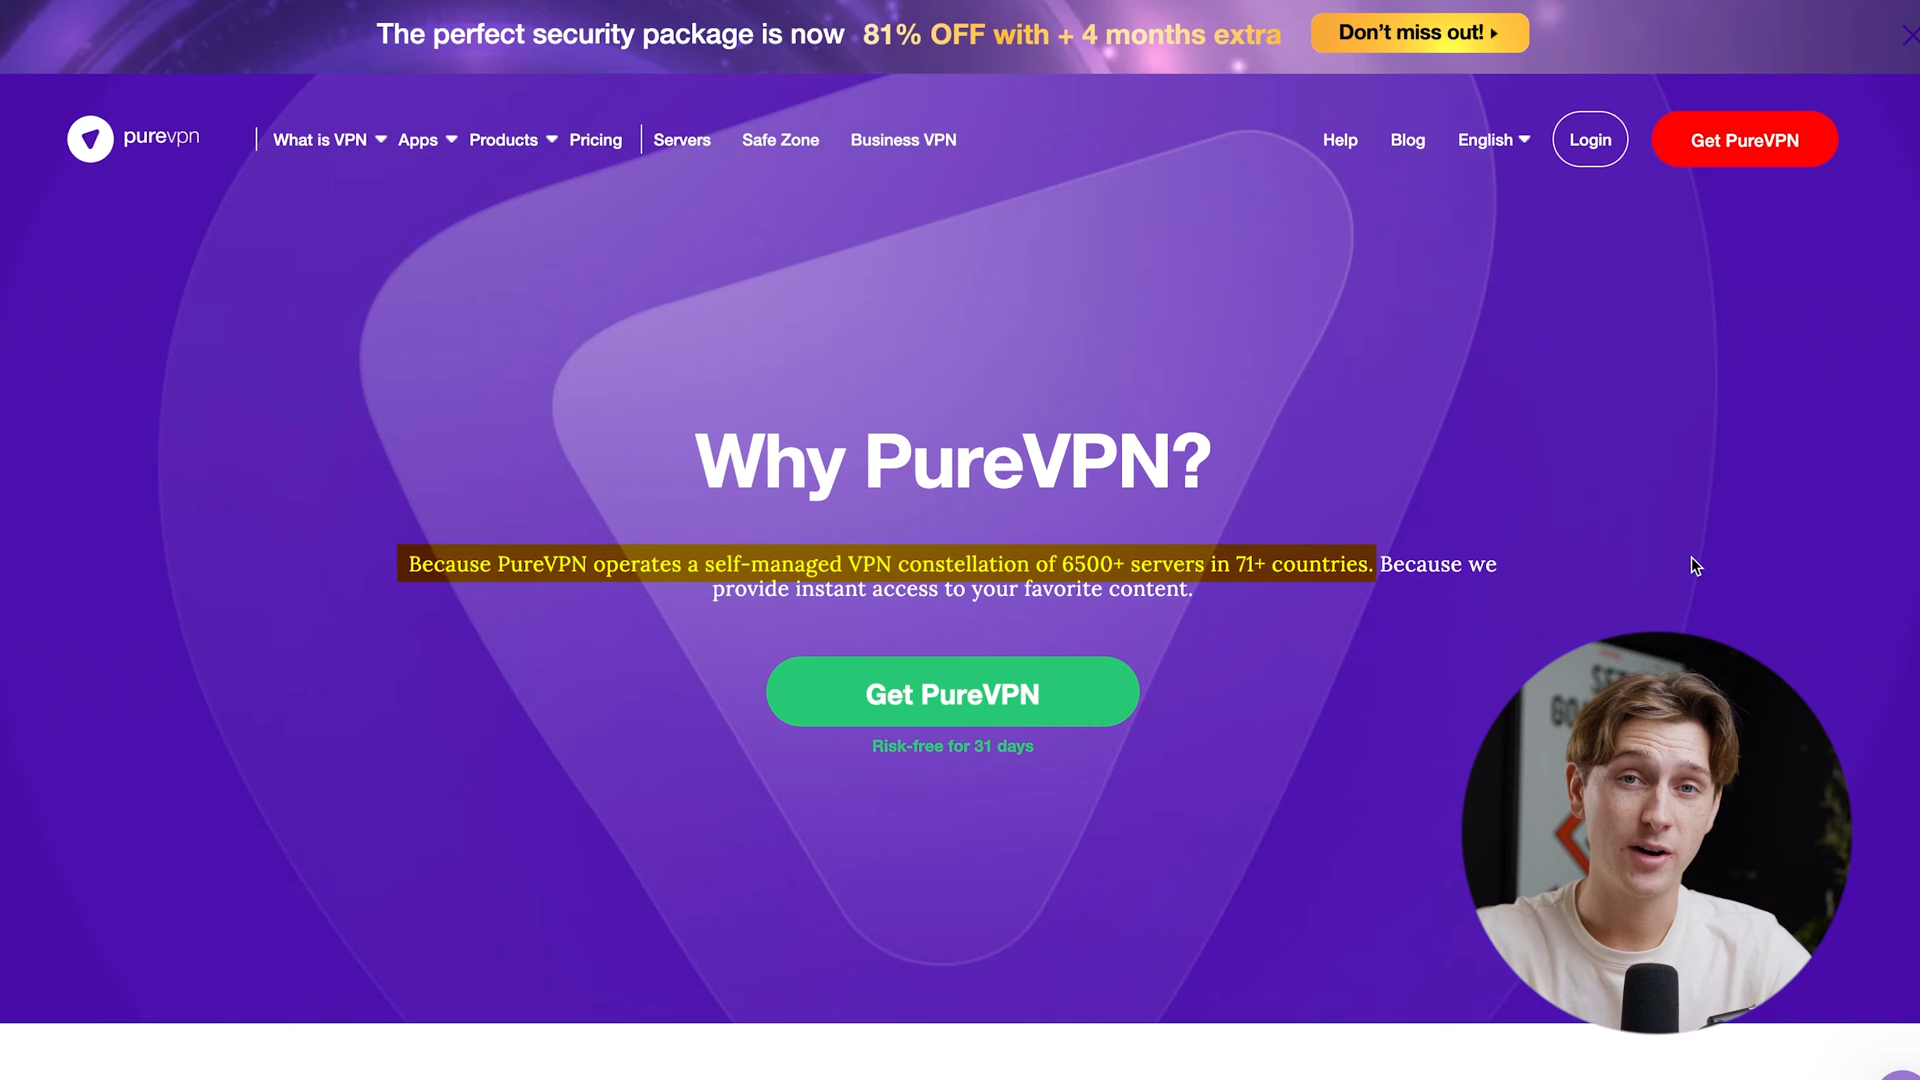 The perfect security package is now 81% OFF with + 4 months extra
Don't miss out!
purevpn
What is VPN
Apps
Products
Pricing
Servers
Safe Zone
Business VPN
Help
Blog
English
Login
Get PureVPN
Why PureVPN?
Because PureVPN operates a self-managed VPN constellation of 6500+ servers in 71+ countries. Because we
provide instant access to your favorite content.
Get PureVPN
Risk-free for 31 days